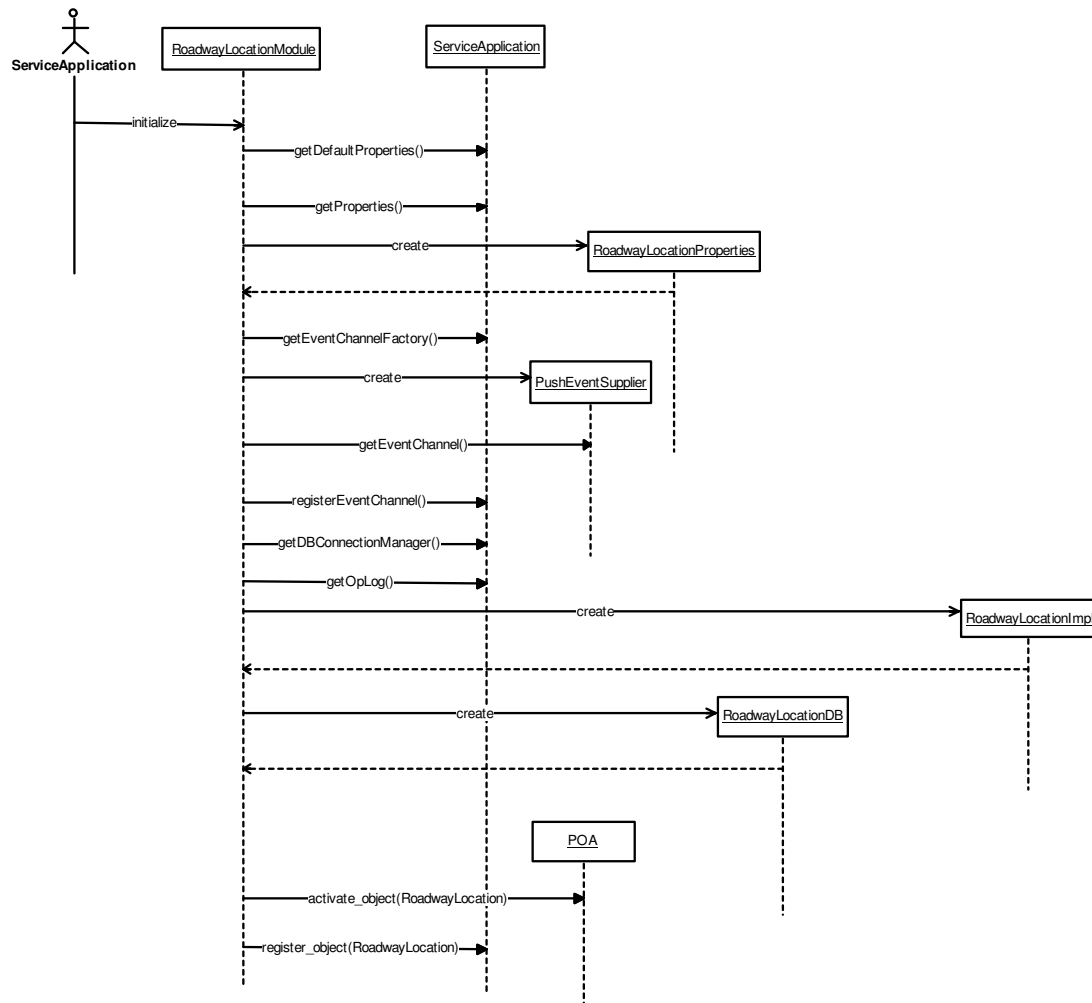 ServiceApplication
RoadwayLocationModule
ServiceApplication
initialize
getDefaultProperties()
getProperties()
create
RoadwayLocationProperties
getEventChannelFactory()
create
PushEventSupplier
getEventChannel()
registerEventChannel()
getDBConnectionManager()
getOpLog()
create
RoadwayLocationImpl
create
RoadwayLocationDB
POA
activate_object(RoadwayLocation)
register_object(RoadwayLocation)